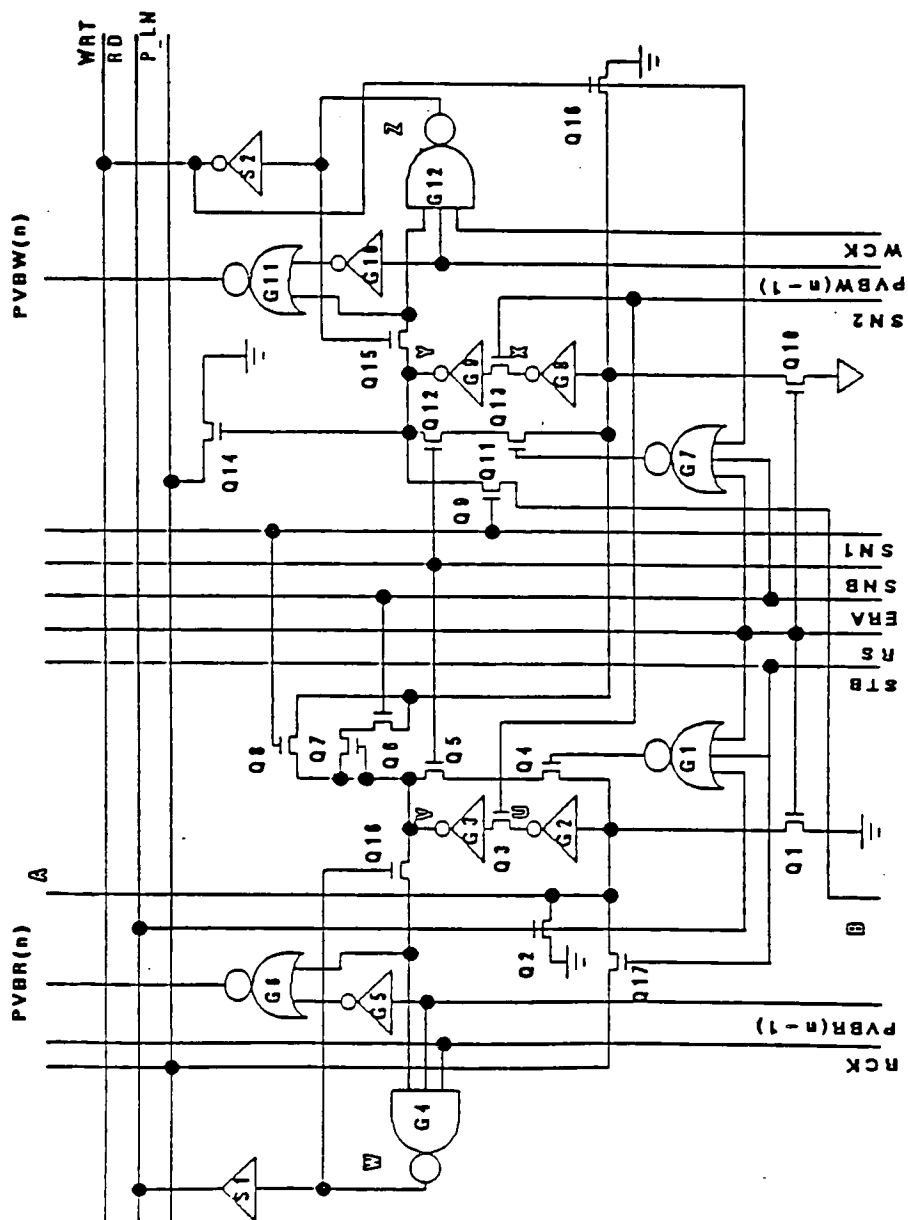 WRT
RD
P_LN
PVBW(n)
S2
Z
G12
G11
G10
Q16
WCK
PVBW(n-1)
SN2
Q15
Y
G9
X
G8
Q13
Q12
Q11
Q10
Q14
Q9
G7
SN1
SNB
ERA
RS
STB
Q8
Q7
Q6
Q5
Q4
G1
V
G3
U
G2
Q3
Q16
Q1
A
B
Q2
Q17
PVBR(n)
G6
G5
PVBR(n-1)
RCK
G4
W
S1